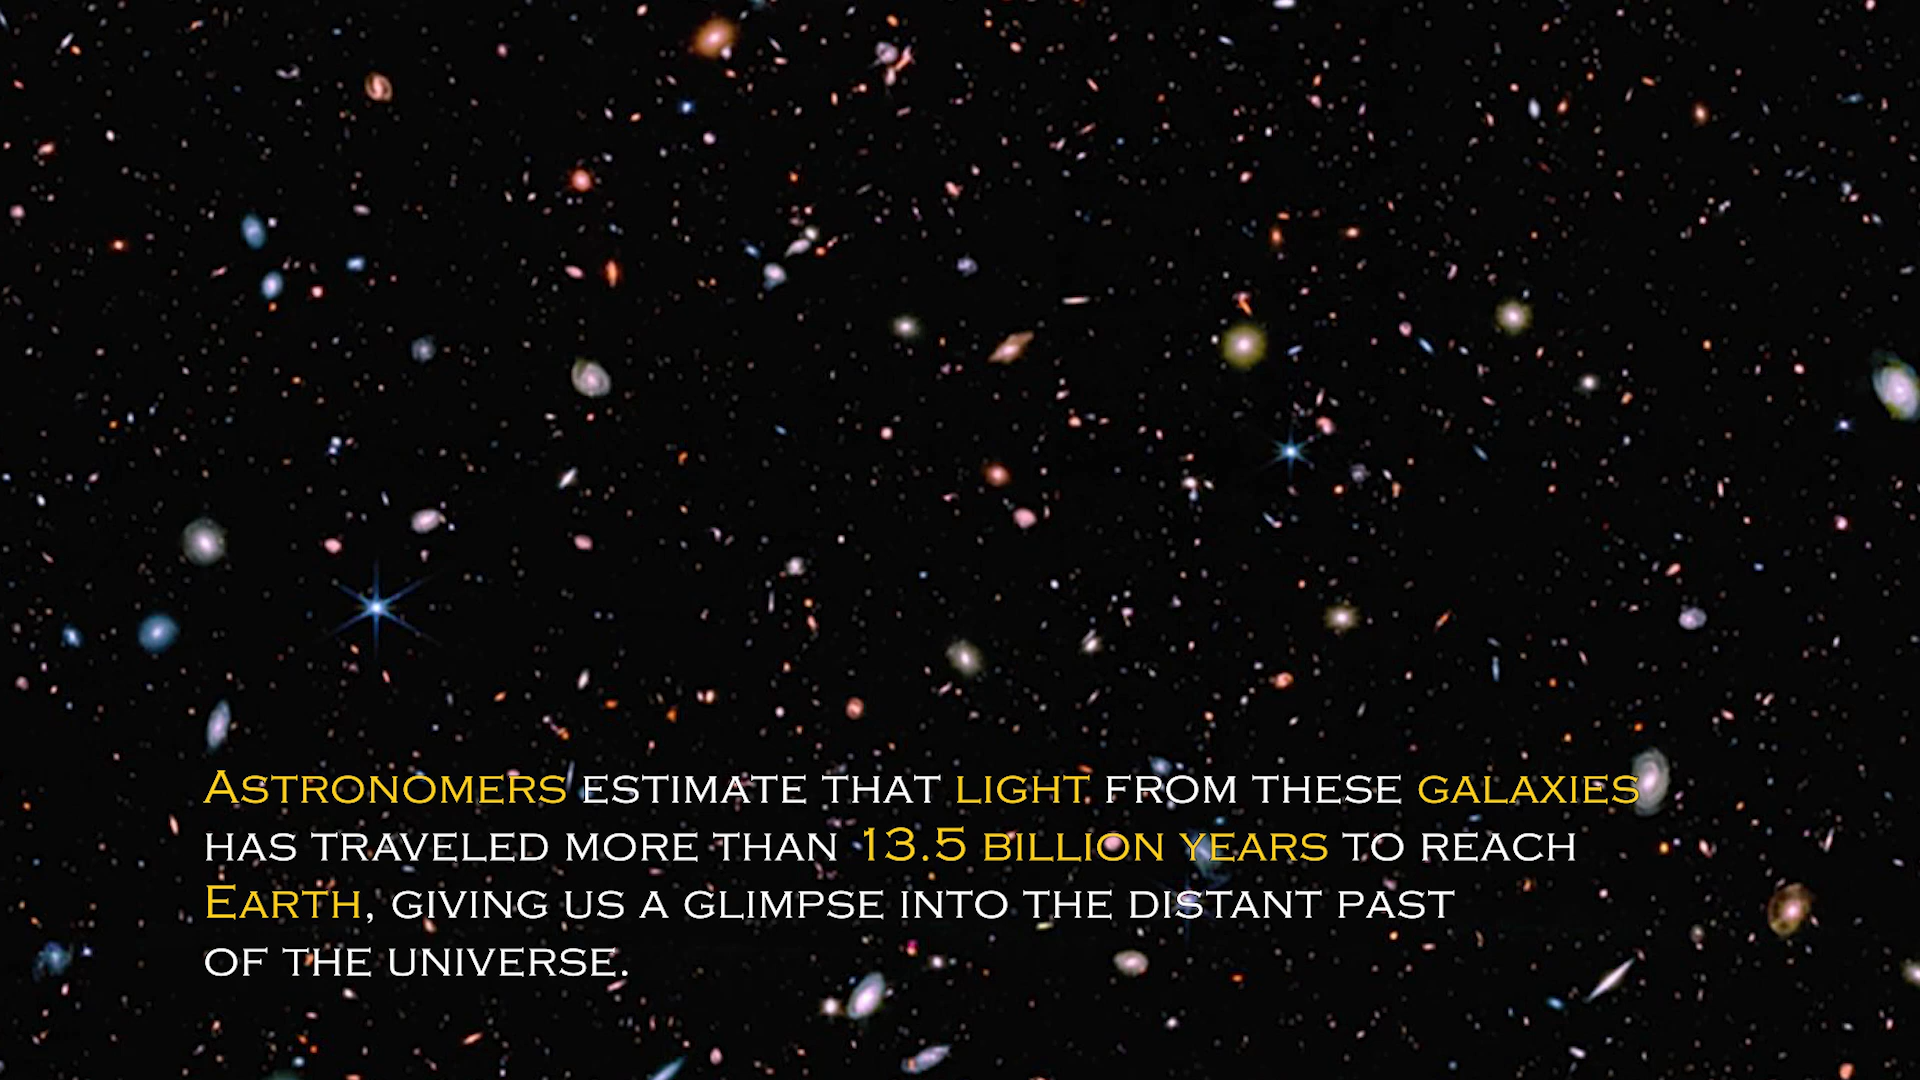 Astronomers estimate that light from these galaxies
has traveled more than 13.5 billion years to reach
Earth, giving us a glimpse into the distant past
of the universe.